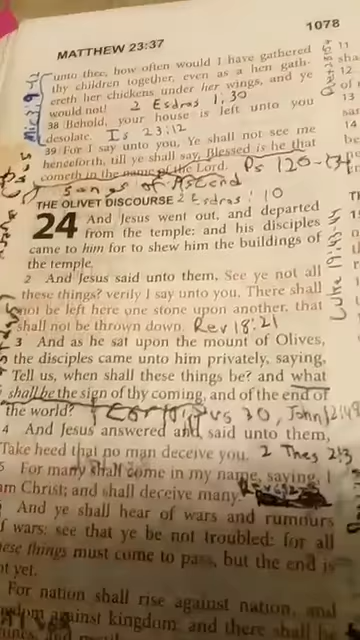 1078
MATTHEW 23:37
unto thee, how often would I have gathered
thy children together, even as a hen gath-
ereth her chickens under her wings, and ye
would not! 2 Esdras 1:30
38 Behold, your house is left unto you
desolate. Is 23:12
39 For I say unto you, Ye shall not see me
henceforth, till ye shall say, Blessed is he that
cometh in the name of the Lord. Ps 120-134
songs of Ascend
THE OLIVET DISCOURSE 2 Esdras 10
24 And Jesus went out, and departed
from the temple: and his disciples
came to him for to shew him the buildings of
the temple.
2 And Jesus said unto them, See ye not all
these things? verily I say unto you, There shall
not be left here one stone upon another, that
shall not be thrown down. Rev 18:21
3 And as he sat upon the mount of Olives,
the disciples came unto him privately, saying,
Tell us, when shall these things be? and what
shall be the sign of thy coming, and of the end of
the world?
4 And Jesus answered and said unto them,
Take heed that no man deceive you. 2 Thes 2:3
5 For many shall come in my name, saying, I
am Christ; and shall deceive many.
And ye shall hear of wars and rumours
of wars: see that ye be not troubled: for all
these things must come to pass, but the end is
not yet.
For nation shall rise against nation, and
kingdom against kingdom: and there shall be
11
12
13
14